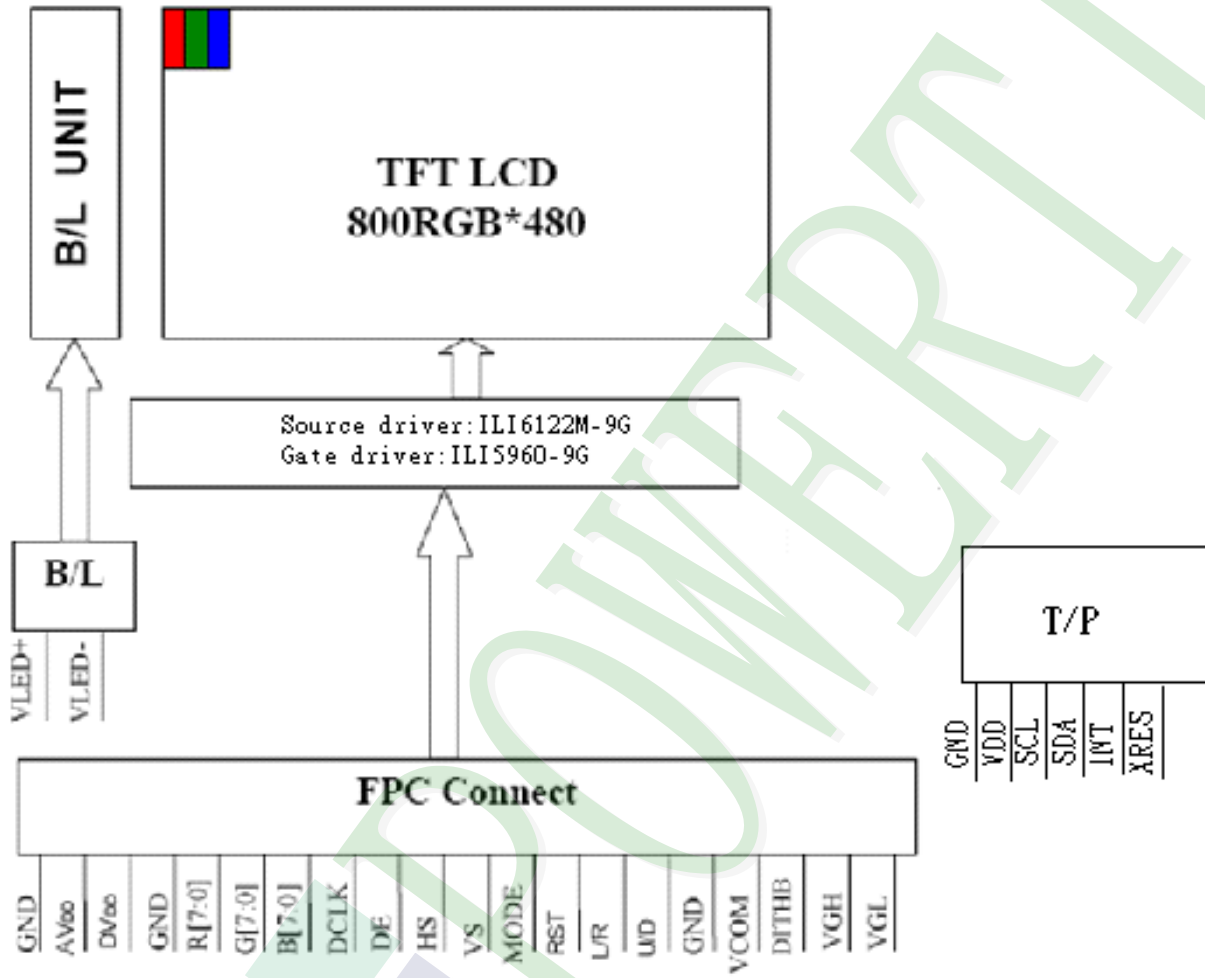 B/L UNIT
TFT LCD
800RGB*480
Source driver:ILI6122M-9G
Gate driver:ILI5960-9G
B/L
VLED+
VLED-
T/P
GND
VDD
SCL
SDA
INT
XRES
FPC Connect
GND
AVDD
DVDD
GND
R[7:0]
G[7:0]
B[7:0]
DCLK
DE
HS
VS
MODE
RST
L/R
U/D
GND
VCOM
DITHB
VGH
VGL
POWERT